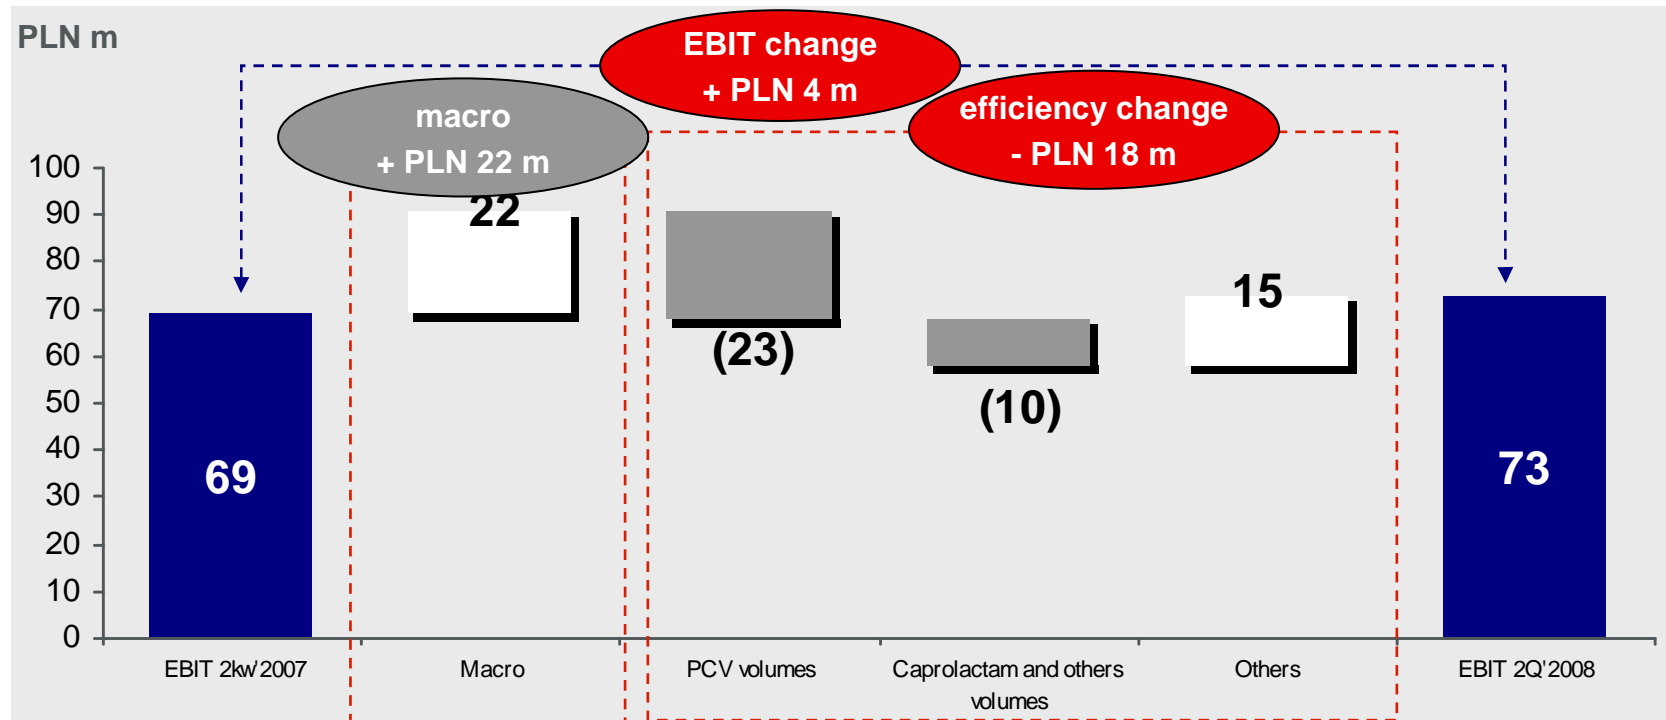 PLN m
EBIT change
+ PLN 4 m
macro
+ PLN 22 m
efficiency change
- PLN 18 m
100
90
80
70
60
50
40
30
20
10
0
69
22
(23)
(10)
15
73
EBIT 2kw'2007
Macro
PCV volumes
Caprolactam and others
volumes
Others
EBIT 2Q'2008